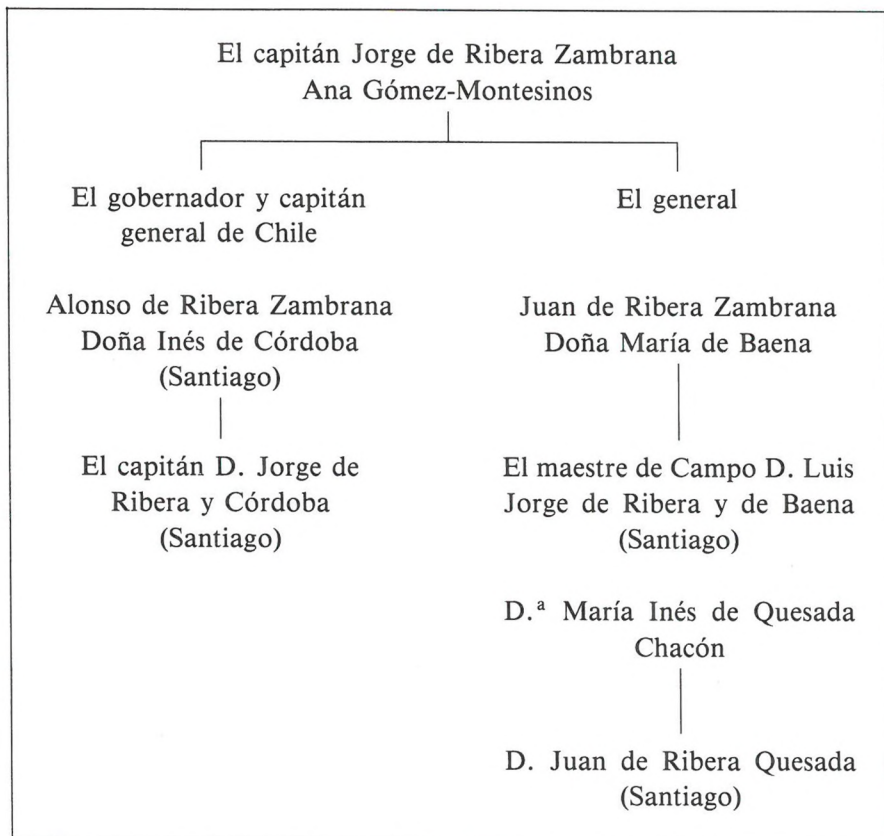 El capitán Jorge de Ribera Zambrana
Ana Gómez-Montesinos
El gobernador y capitán
general de Chile
Alonso de Ribera Zambrana
Doña Inés de Córdoba
(Santiago)
El capitán D. Jorge de
Ribera y Córdoba
(Santiago)
El general
Juan de Ribera Zambrana
Doña María de Baena
El maestre de Campo D. Luis
Jorge de Ribera y de Baena
(Santiago)
D.ª María Inés de Quesada
Chacón
D. Juan de Ribera Quesada
(Santiago)